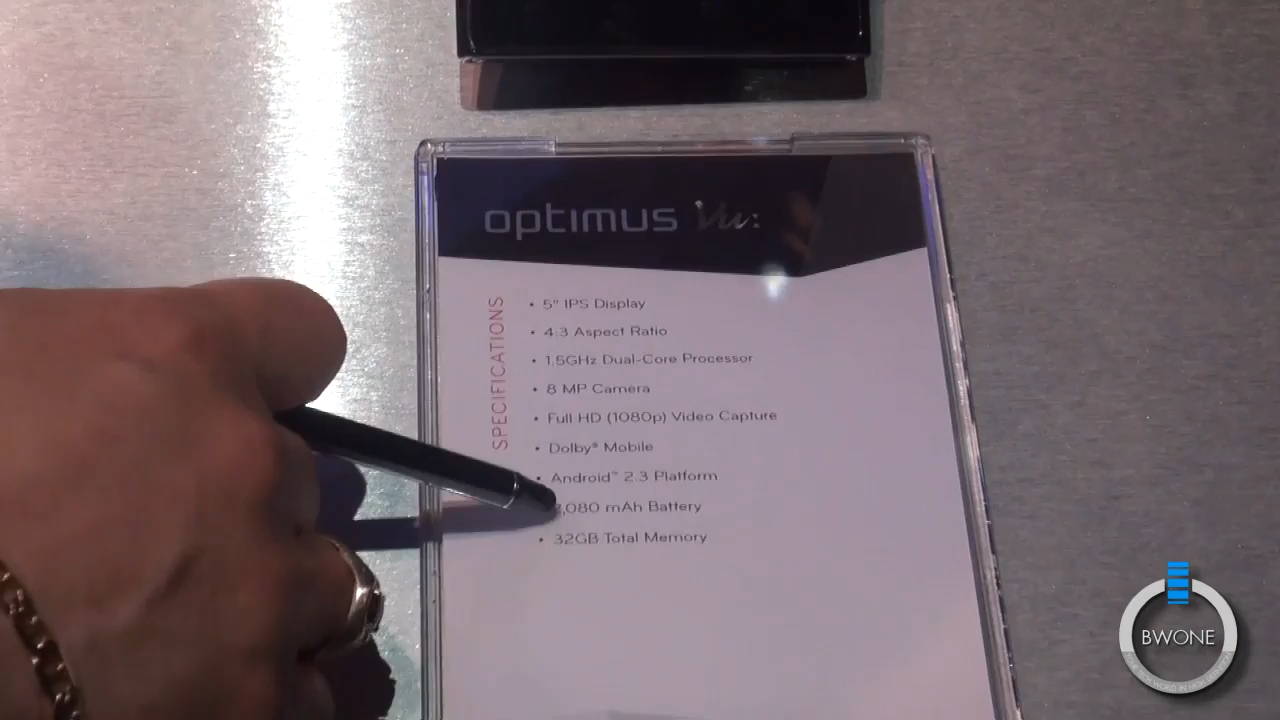 optimus Vu:
SPECIFICATIONS
• 5" IPS Display
• 4:3 Aspect Ratio
• 1.5GHz Dual-Core Processor
• 8 MP Camera
• Full HD (1080p) Video Capture
• Dolby® Mobile
• Android™ 2.3 Platform
,080 mAh Battery
• 32GB Total Memory
BWONE